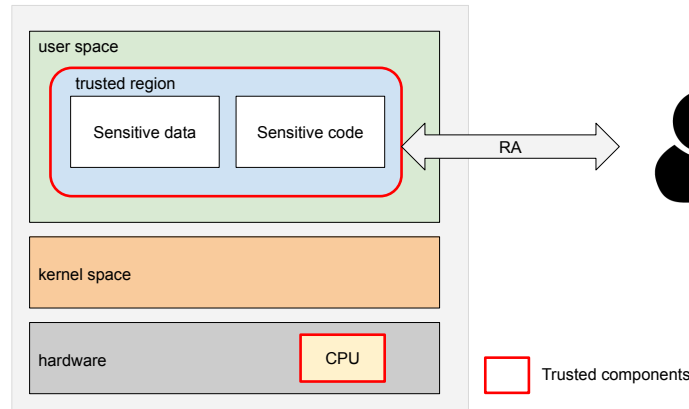 user space
trusted region
Sensitive data
Sensitive code
RA
kernel space
hardware
CPU
Trusted components